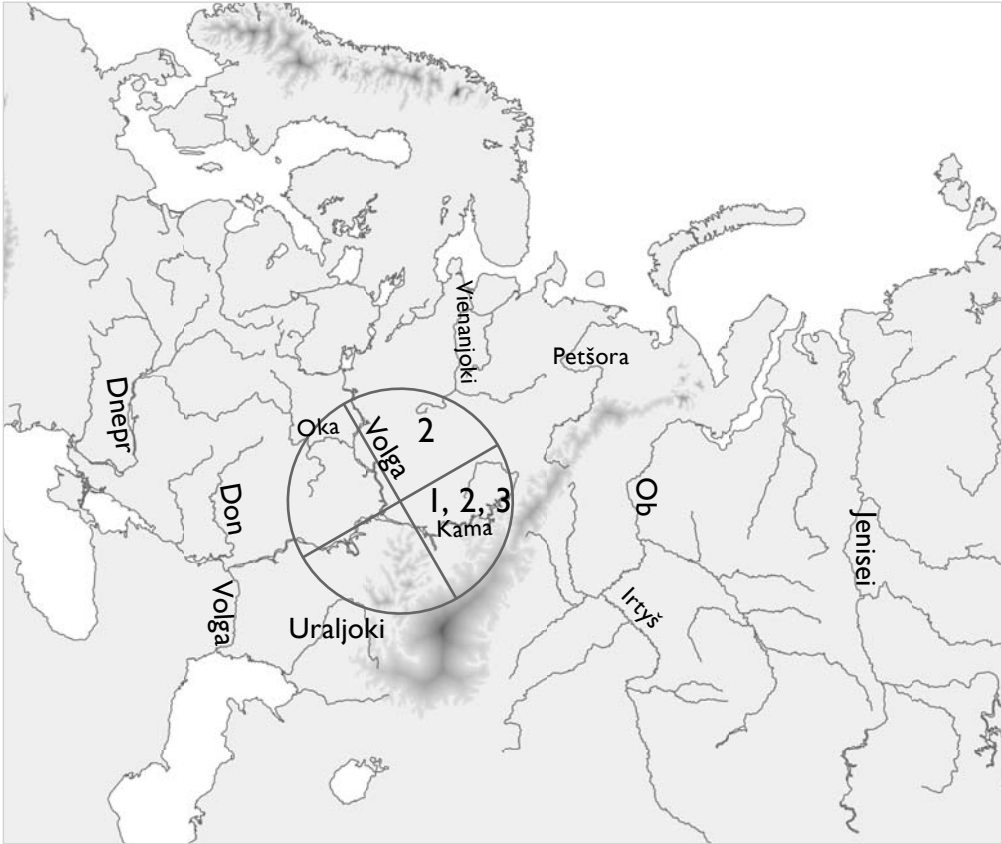 Vienanjoki
Petšora
Dnepr
Oka
Volga
2
Don
1, 2, 3
Kama
Ob
Jenisei
Irtyš
Volga
Uraljoki